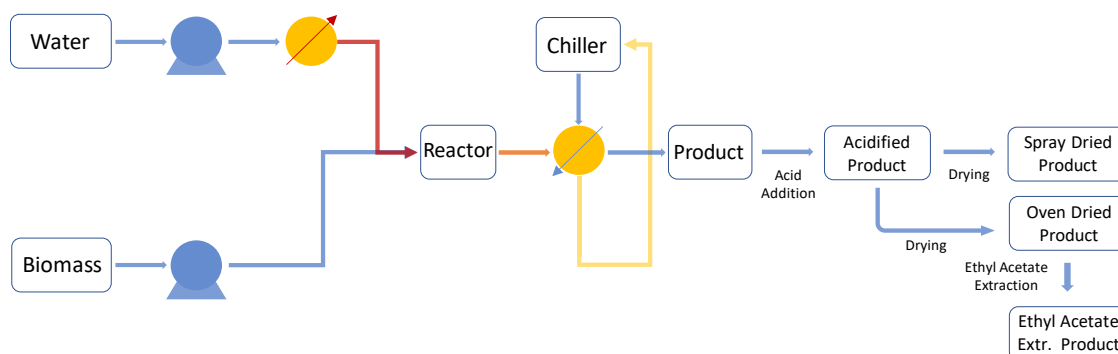 Water
Chiller
Reactor
Product
Acid
Addition
Acidified
Product
Drying
Spray Dried
Product
Drying
Oven Dried
Product
Biomass
Ethyl Acetate
Extraction
Ethyl Acetate
Extr. Product